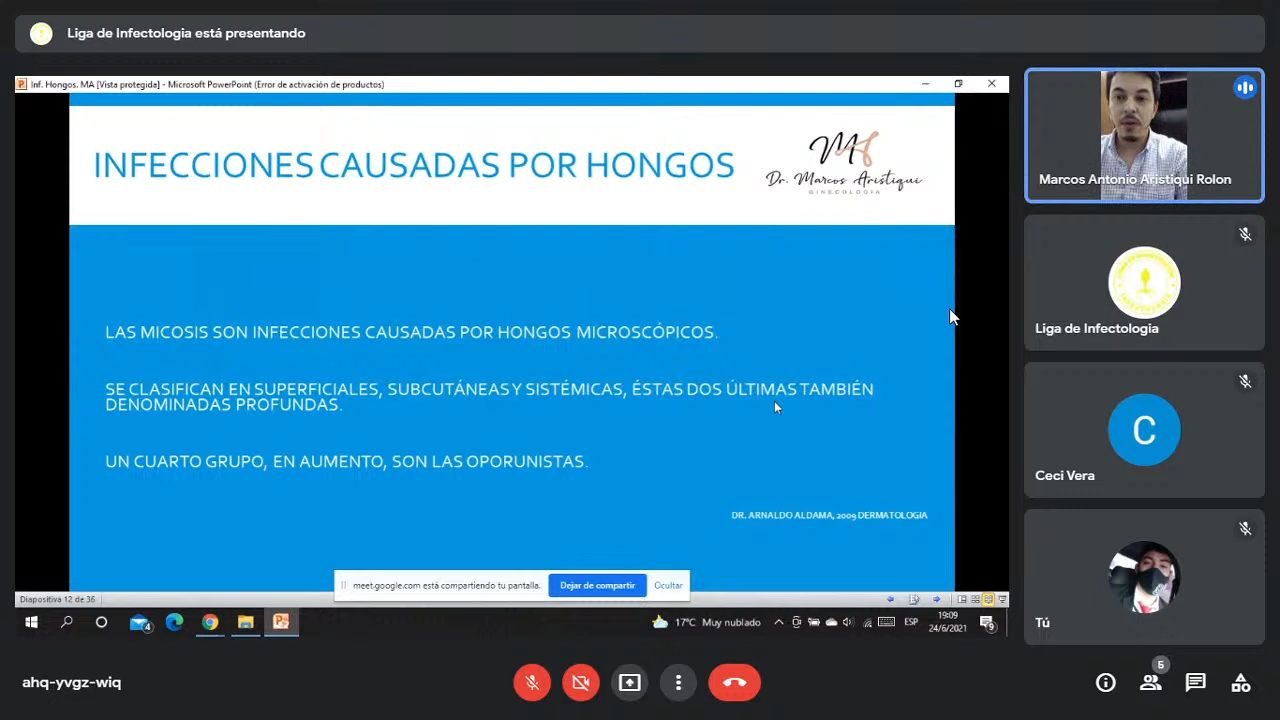 Liga de Infectologia está presentando
Inf. Hongos. MA [Vista protegida] - Microsoft PowerPoint (Error de activación de productos)
INFECCIONES CAUSADAS POR HONGOS
MA
Dr. Marcos Aristiqui
GINECOLOGIA
LAS MICOSIS SON INFECCIONES CAUSADAS POR HONGOS MICROSCÓPICOS.
SE CLASIFICAN EN SUPERFICIALES, SUBCUTÁNEAS Y SISTÉMICAS, ÉSTAS DOS ÚLTIMAS TAMBIÉN
DENOMINADAS PROFUNDAS.
UN CUARTO GRUPO, EN AUMENTO, SON LAS OPORUNISTAS.
DR. ARNALDO ALDAMA, 2009 DERMATOLOGIA
meet.google.com está compartiendo tu pantalla.
Dejar de compartir
Ocultar
Diapositiva 12 de 36
4
17°C Muy nublado
ESP
19:09
24/6/2021
9
Marcos Antonio Aristiqui Rolon
Liga de Infectologia
C
Ceci Vera
Tú
ahq-yvgz-wiq
5